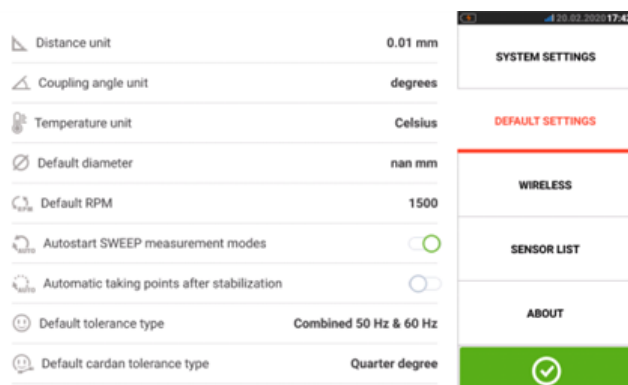 20.02.2020 17:42
Distance unit 0.01 mm
Coupling angle unit degrees
Temperature unit Celsius
Default diameter nan mm
Default RPM 1500
Autostart SWEEP measurement modes
Automatic taking points after stabilization
Default tolerance type Combined 50 Hz & 60 Hz
Default cardan tolerance type Quarter degree
SYSTEM SETTINGS
DEFAULT SETTINGS
WIRELESS
SENSOR LIST
ABOUT